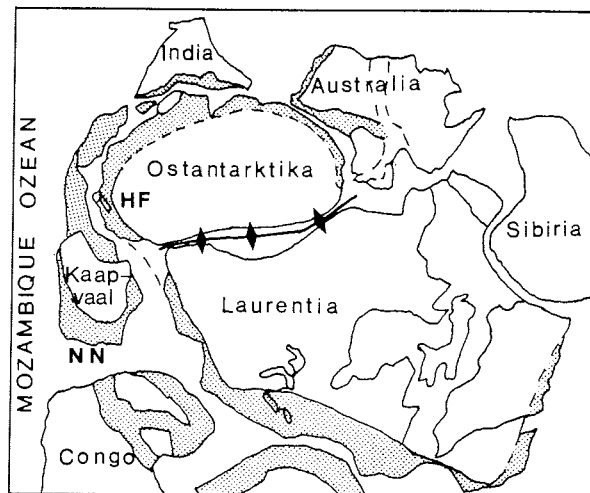 India
Australia
Ostantarktika
HF
Sibiria
Kaap-
vaal
Laurentia
NN
MOZAMBIQUE OZEAN
Congo